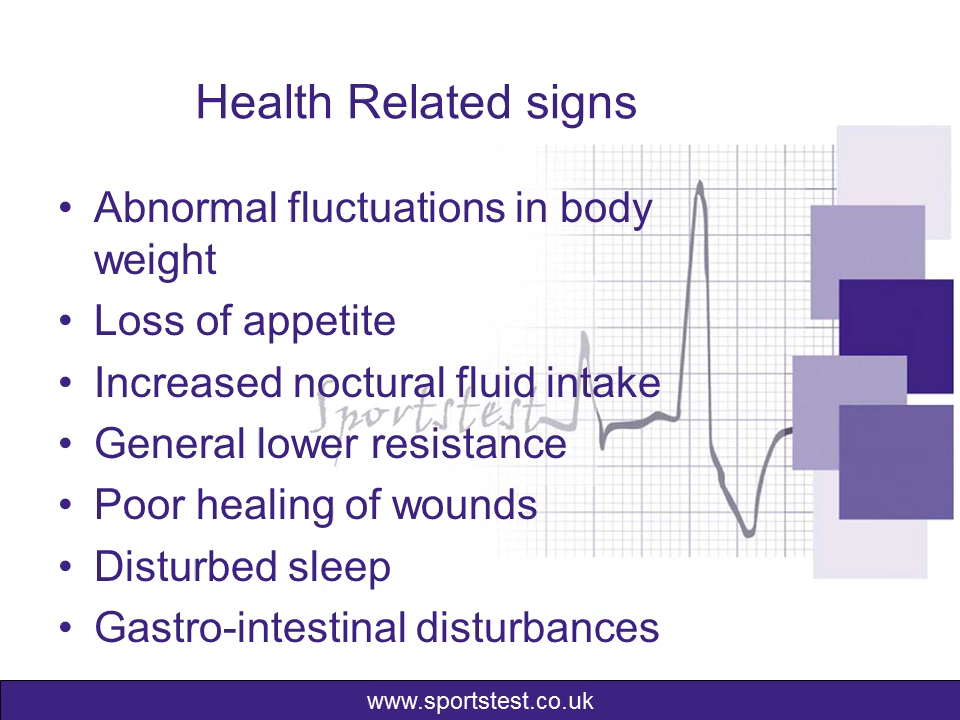 Health Related signs
• Abnormal fluctuations in body
weight
• Loss of appetite
• Increased noctural fluid intake
• General lower resistance
• Poor healing of wounds
• Disturbed sleep
• Gastro-intestinal disturbances
Sportstest
www.sportstest.co.uk